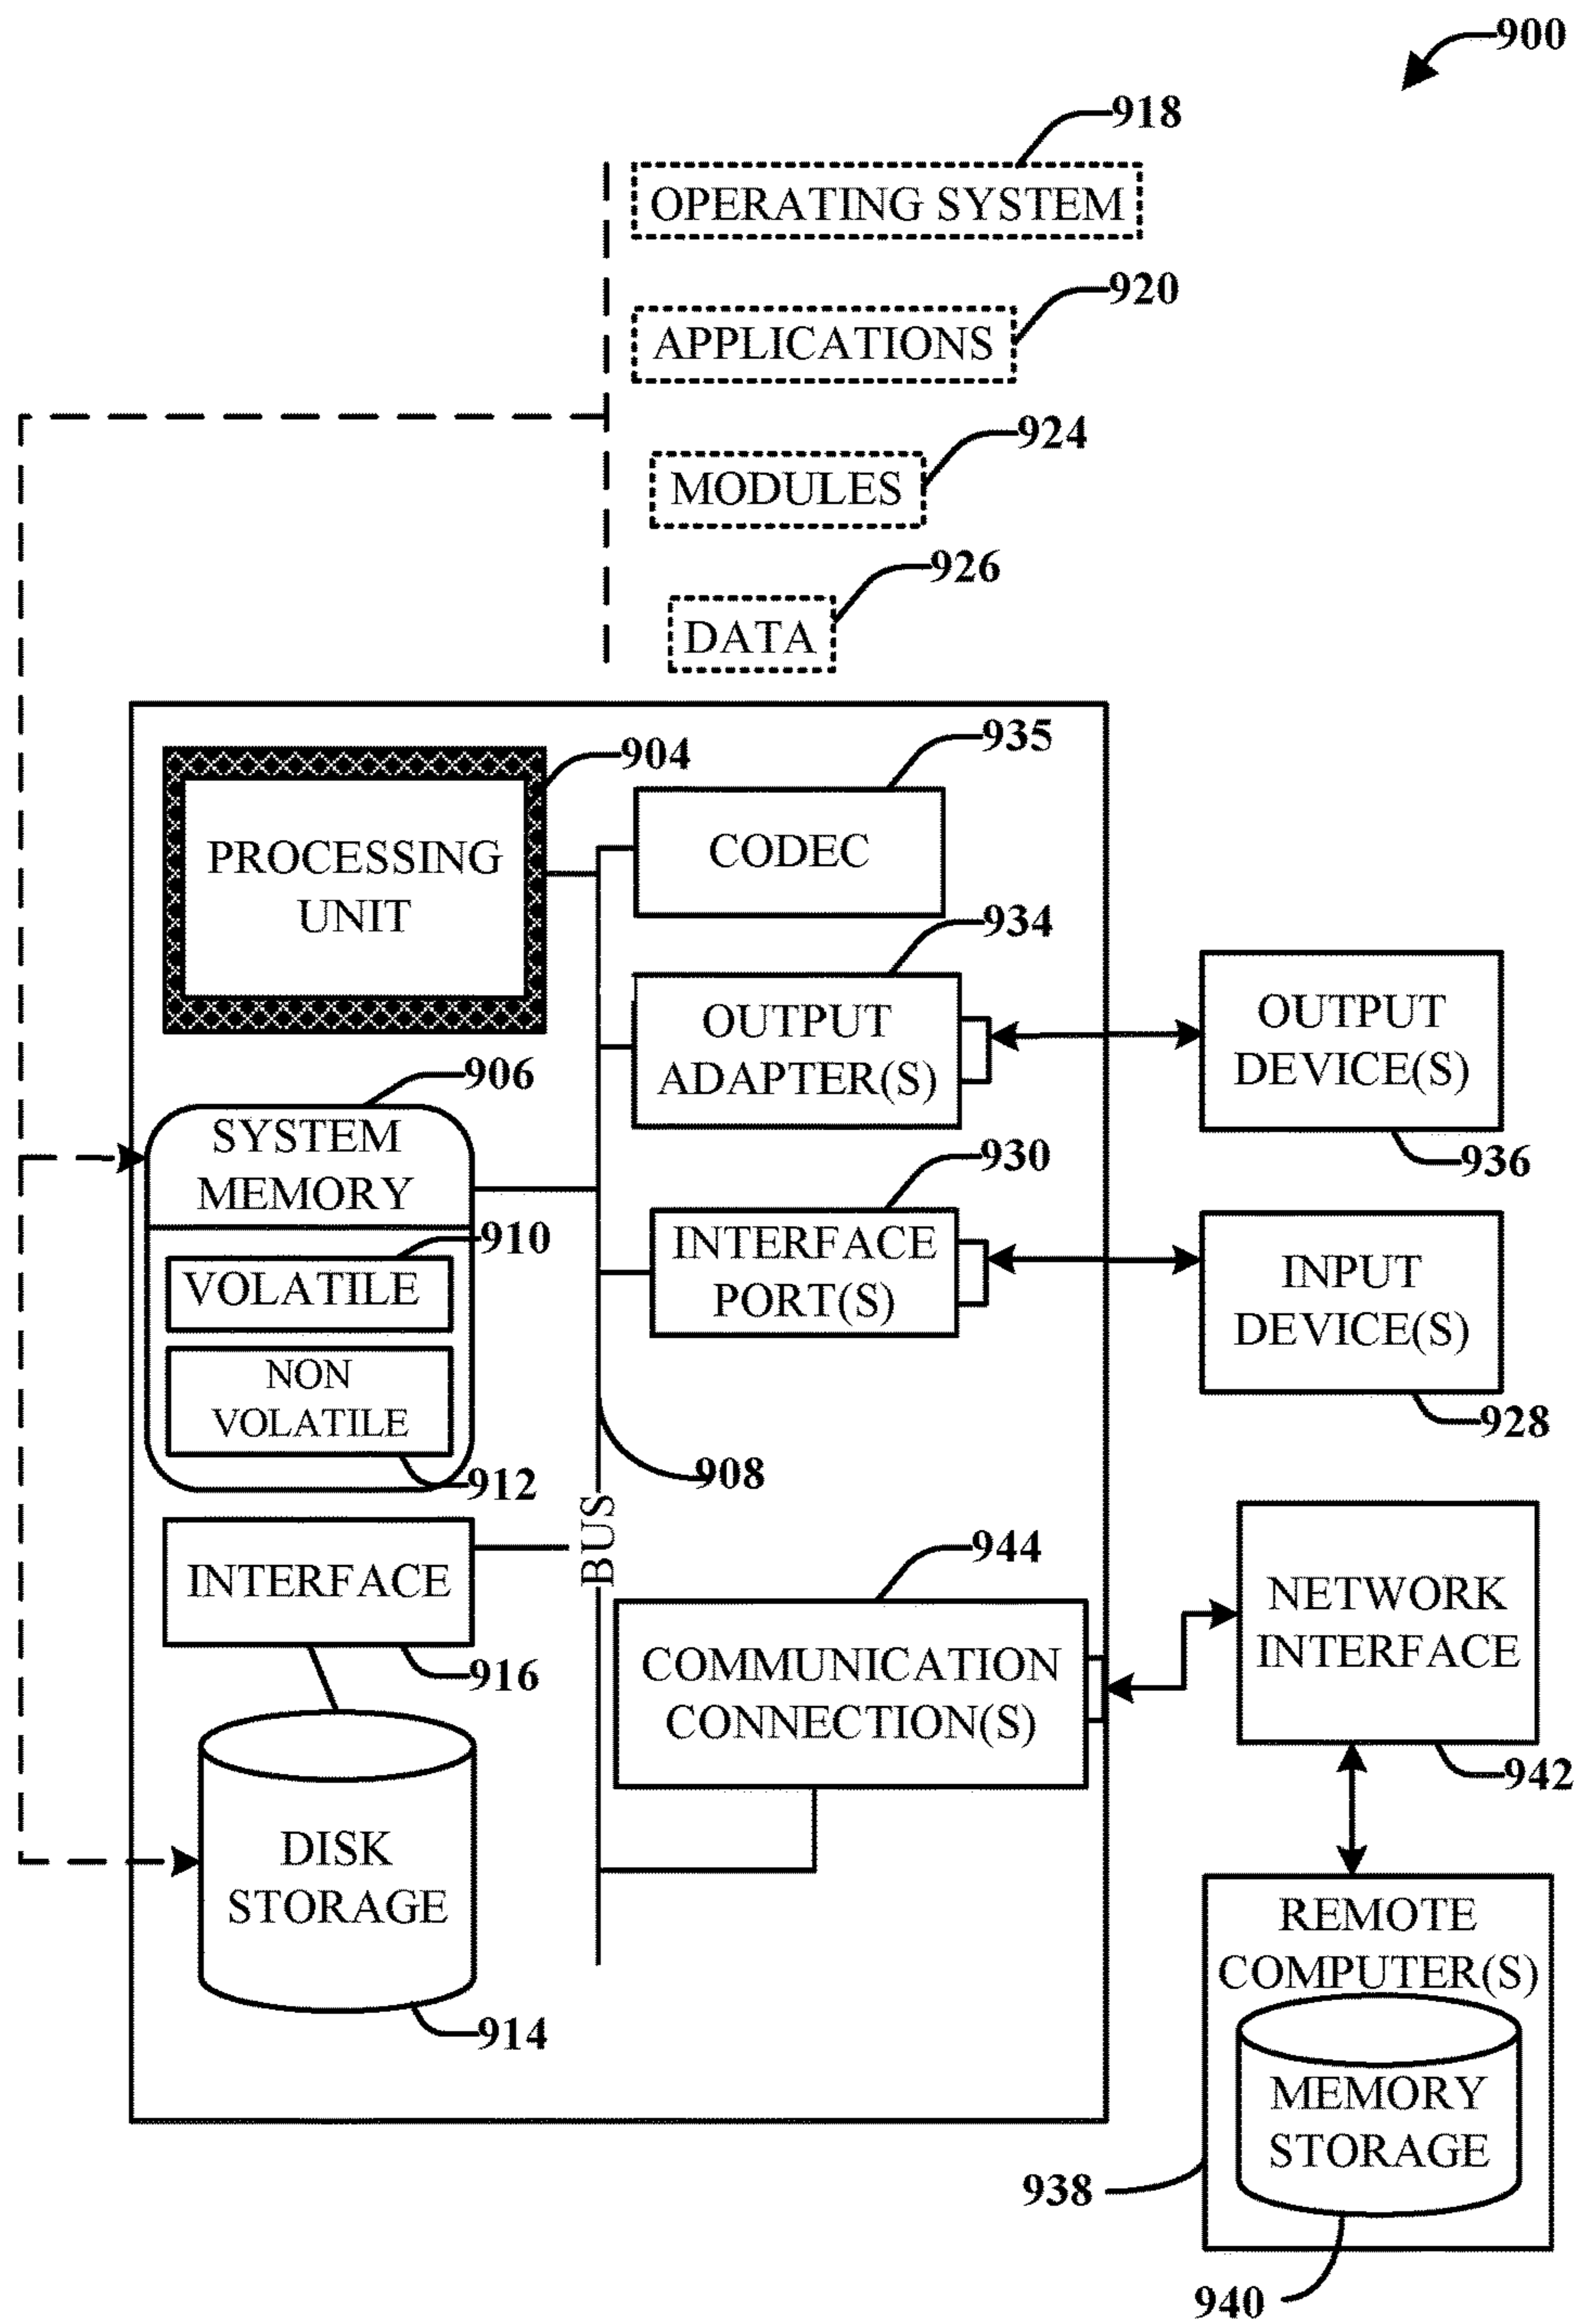 900
918
OPERATING SYSTEM
920
APPLICATIONS
924
MODULES
926
DATA
904
PROCESSING
UNIT
935
CODEC
934
OUTPUT
ADAPTER(S)
OUTPUT
DEVICE(S)
936
906
SYSTEM
MEMORY
910
VOLATILE
NON
VOLATILE
912
930
INTERFACE
PORT(S)
INPUT
DEVICE(S)
928
908
BUS
INTERFACE
916
944
COMMUNICATION
CONNECTION(S)
NETWORK
INTERFACE
942
DISK
STORAGE
914
REMOTE
COMPUTER(S)
MEMORY
STORAGE
938
940